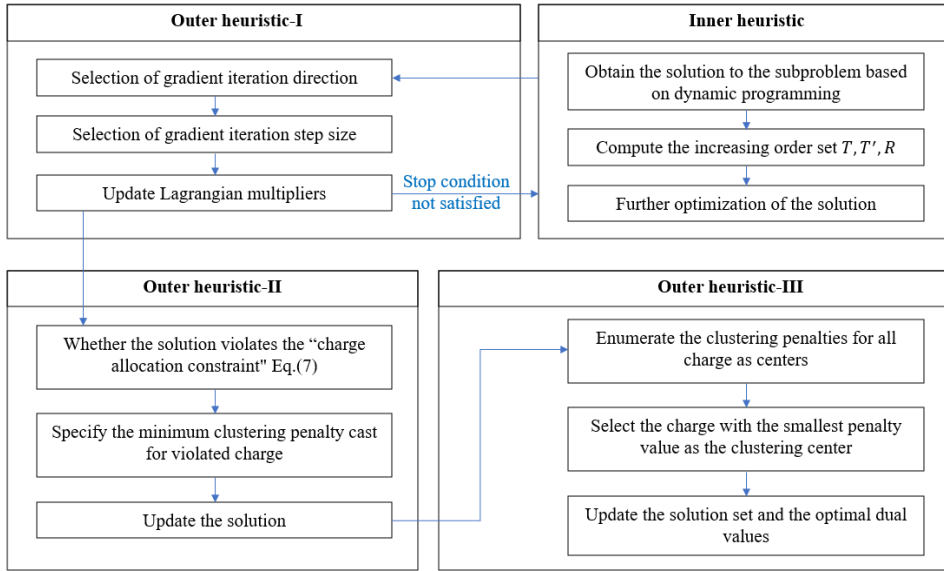 Outer heuristic-I
Selection of gradient iteration direction
Selection of gradient iteration step size
Update Lagrangian multipliers
Stop condition
not satisfied
Inner heuristic
Obtain the solution to the subproblem based
on dynamic programming
Compute the increasing order set T, T′, R
Further optimization of the solution
Outer heuristic-II
Whether the solution violates the “charge
allocation constraint" Eq.(7)
Specify the minimum clustering penalty cast
for violated charge
Update the solution
Outer heuristic-III
Enumerate the clustering penalties for all
charge as centers
Select the charge with the smallest penalty
value as the clustering center
Update the solution set and the optimal dual
values